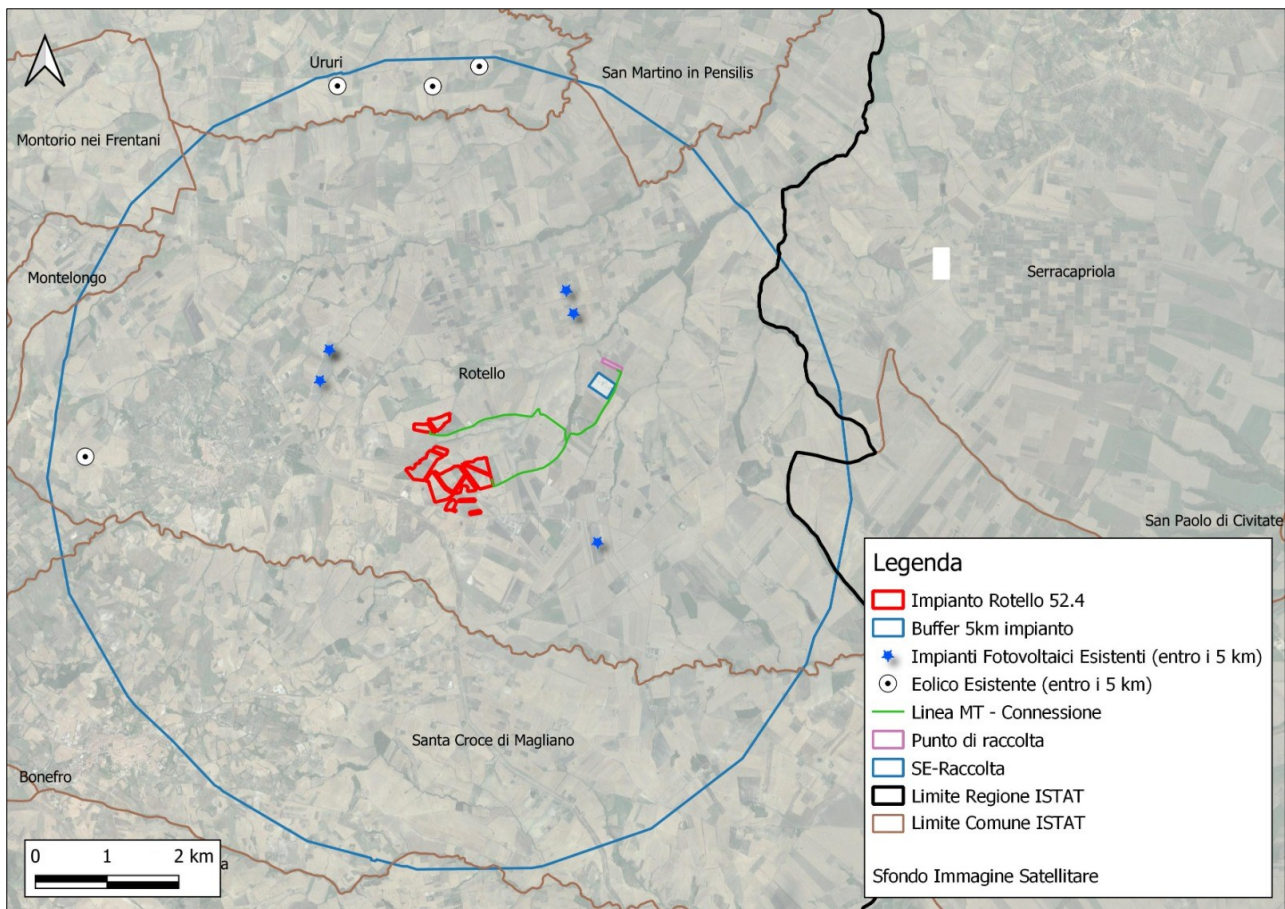 Ururi
San Martino in Pensilis
Montorio nei Frentani
Montelongo
Serracapriola
Rotello
San Paolo di Civitate
Santa Croce di Magliano
Bonefro
Legenda
Impianto Rotello 52.4
Buffer 5km impianto
Impianti Fotovoltaici Esistenti (entro i 5 km)
Eolico Esistente (entro i 5 km)
Linea MT - Connessione
Punto di raccolta
SE-Raccolta
Limite Regione ISTAT
Limite Comune ISTAT
Sfondo Immagine Satellitare
0 1 2 km
a